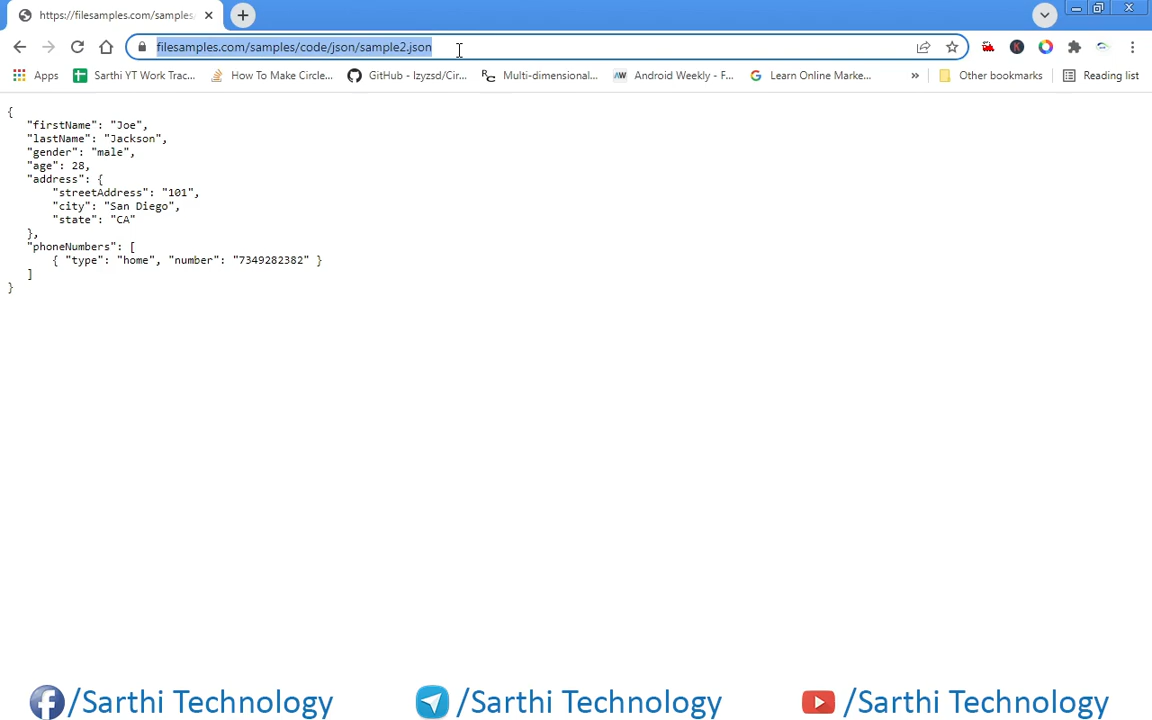 https://filesamples.com/samples
filesamples.com/samples/code/json/sample2.json
Apps Sarthi YT Work Trac... How To Make Circle... GitHub - Izyzsd/Cir... Multi-dimensional... Android Weekly - F... Learn Online Marke... » Other bookmarks Reading list
{
"firstName": "Joe",
"lastName": "Jackson",
"gender": "male",
"age": 28,
"address": {
"streetAddress": "101",
"city": "San Diego",
"state": "CA"
},
"phoneNumbers": [
{ "type": "home", "number": "7349282382" }
]
}
/Sarthi Technology /Sarthi Technology /Sarthi Technology